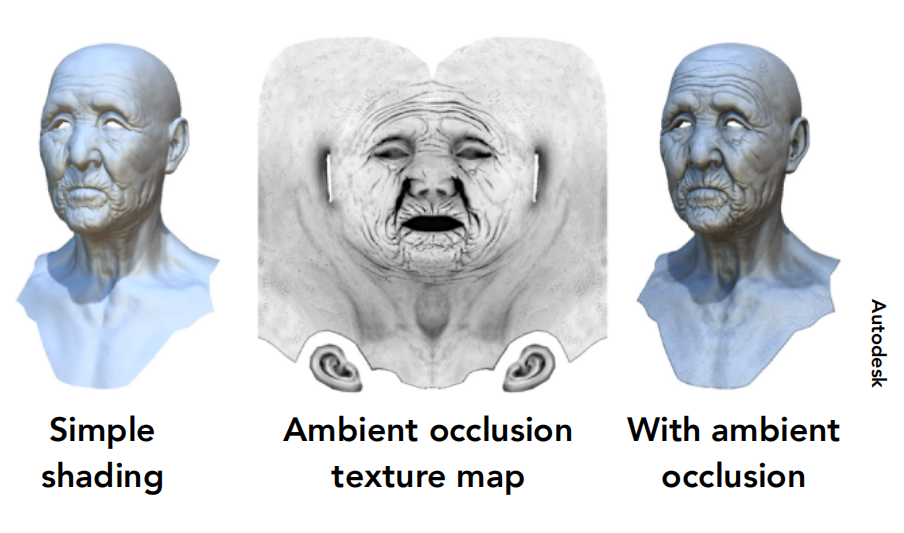 Simple
shading
Ambient occlusion
texture map
With ambient
occlusion
Autodesk